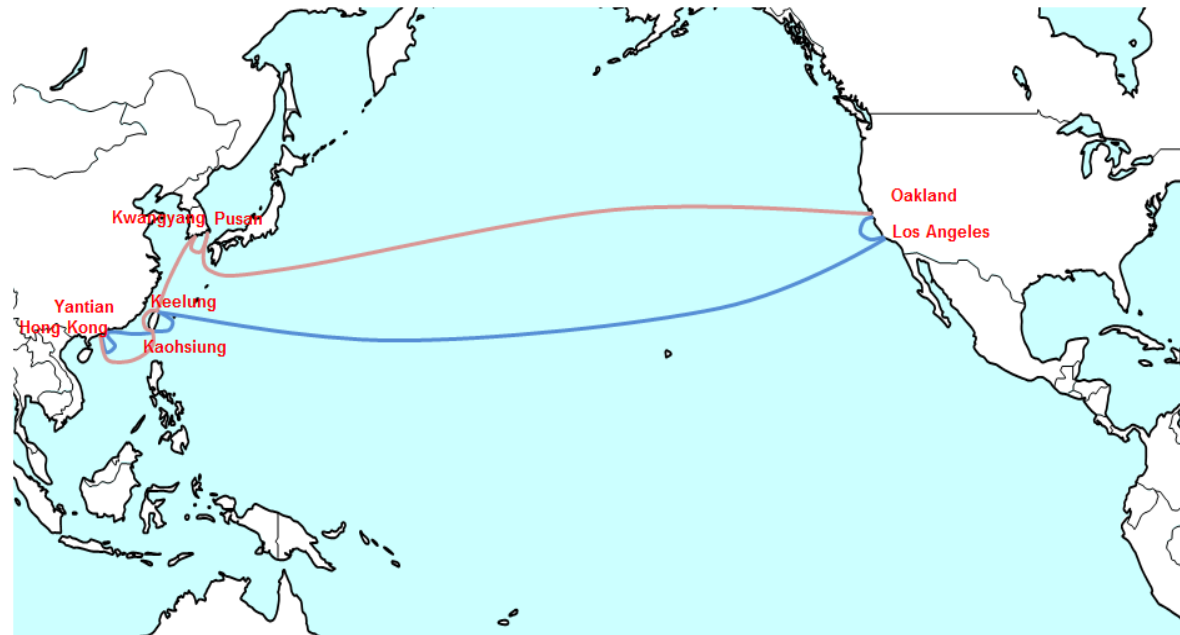 Oakland
Kwangyang
Pusan
Los Angeles
Yantian
Keelung
Hong Kong
Kaohsiung